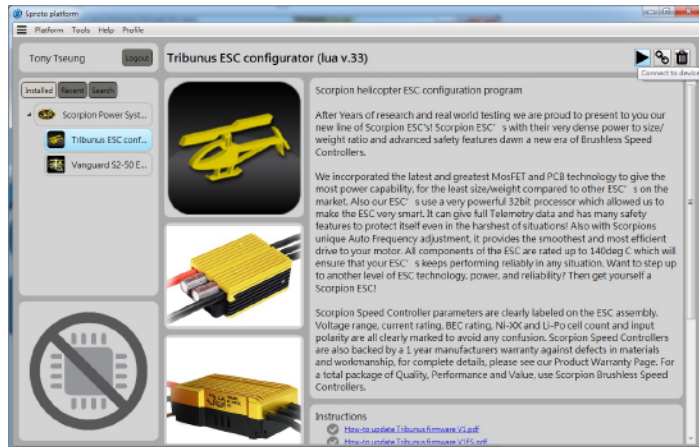 Sproto platform
Platform Tools Help Profile
Tony Tseung
Logout
Tribunus ESC configurator (lua v.33)
Connect to device
Installed
Recent
Search
Scorpion Power Syst...
Tribunus ESC conf...
Vanguard S2-50 E...
Scorpion helicopter ESC configuration program
After Years of research and real world testing we are proud to present to you our
new line of Scorpion ESC's! Scorpion ESC' s with their very dense power to size/
weight ratio and advanced safety features dawn a new era of Brushless Speed
Controllers.
We incorporated the latest and greatest MosFET and PCB technology to give the
most power capability, for the least size/weight compared to other ESC' s on the
market. Also our ESC' s use a very powerful 32bit processor which allowed us to
make the ESC very smart. It can give full Telemetry data and has many safety
features to protect itself even in the harshest of situations! Also with Scorpions
unique Auto Frequency adjustment, it provides the smoothest and most efficient
drive to your motor. All components of the ESC are rated up to 140deg C which will
ensure that your ESC' s keeps performing reliably in any situation. Want to step up
to another level of ESC technology, power, and reliability? Then get yourself a
Scorpion ESC!
Scorpion Speed Controller parameters are clearly labeled on the ESC assembly.
Voltage range, current rating, BEC rating, Ni-XX and Li-Po cell count and input
polarity are all clearly marked to avoid any confusion. Scorpion Speed Controllers
are also backed by a 1 year manufacturers warranty against defects in materials
and workmanship, for complete details, please see our Product Warranty Page. For
a total package of Quality, Performance and Value, use Scorpion Brushless Speed
Controllers.
Instructions
How-to update Tribunus firmware V1.pdf
How-to update Tribunus firmware V1ES.pdf